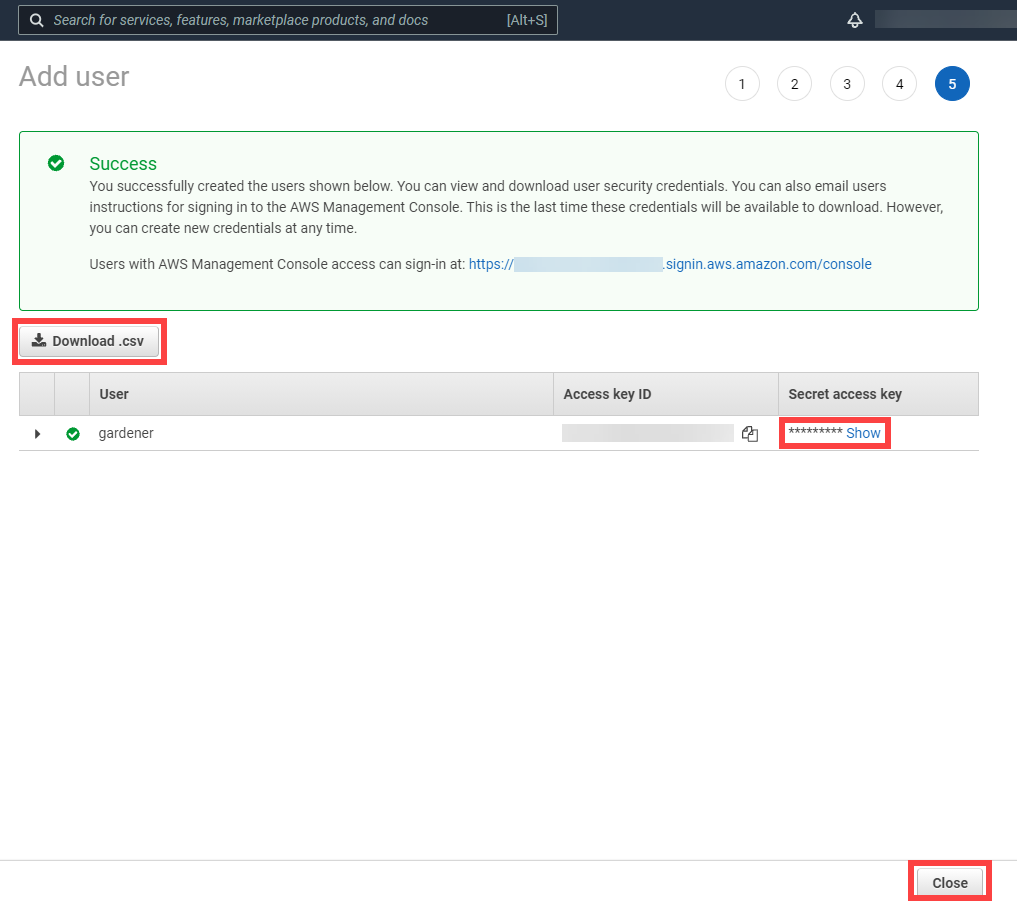 Search for services, features, marketplace products, and docs [Alt+S]
Add user
1 2 3 4 5
Success
You successfully created the users shown below. You can view and download user security credentials. You can also email users
instructions for signing in to the AWS Management Console. This is the last time these credentials will be available to download. However,
you can create new credentials at any time.
Users with AWS Management Console access can sign-in at: https:// .signin.aws.amazon.com/console
Download .csv
User Access key ID Secret access key
gardener ********* Show
Close